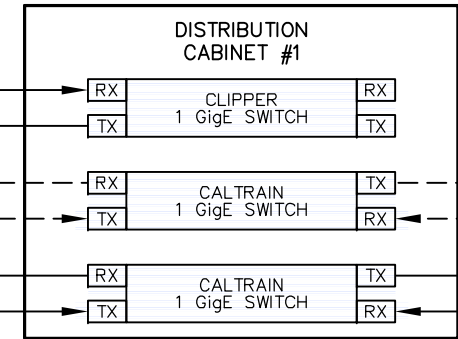 DISTRIBUTION
CABINET #1
RX CLIPPER RX
TX 1 GigE SWITCH TX
RX CALTRAIN TX
TX 1 GigE SWITCH RX
RX CALTRAIN TX
TX 1 GigE SWITCH RX